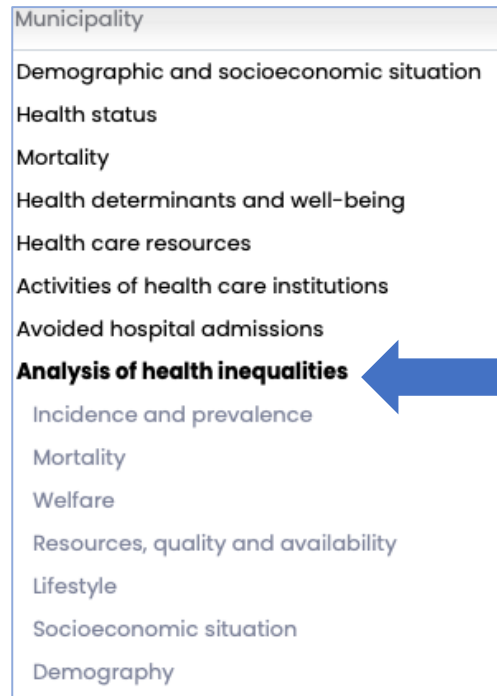 Municipality
Demographic and socioeconomic situation
Health status
Mortality
Health determinants and well-being
Health care resources
Activities of health care institutions
Avoided hospital admissions
Analysis of health inequalities
Incidence and prevalence
Mortality
Welfare
Resources, quality and availability
Lifestyle
Socioeconomic situation
Demography